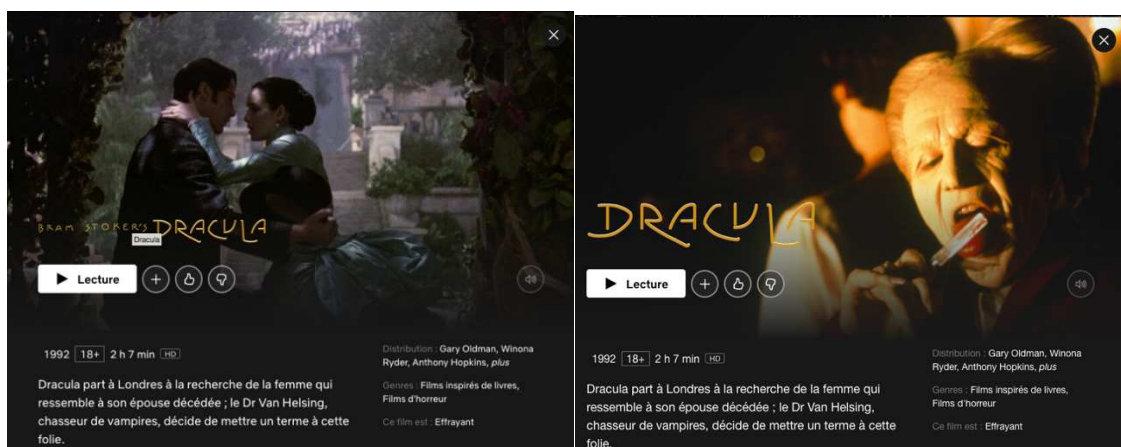 BRAM STOKER'S DRACULA
Dracula
Lecture
1992 18+ 2 h 7 min HD
Dracula part à Londres à la recherche de la femme qui
ressemble à son épouse décédée ; le Dr Van Helsing,
chasseur de vampires, décide de mettre un terme à cette
folie.
Distribution : Gary Oldman, Winona
Ryder, Anthony Hopkins, plus
Genres : Films inspirés de livres,
Films d'horreur
Ce film est : Effrayant
DRACULA
Lecture
1992 18+ 2 h 7 min HD
Dracula part à Londres à la recherche de la femme qui
ressemble à son épouse décédée ; le Dr Van Helsing,
chasseur de vampires, décide de mettre un terme à cette
folie.
Distribution : Gary Oldman, Winona
Ryder, Anthony Hopkins, plus
Genres : Films inspirés de livres,
Films d'horreur
Ce film est : Effrayant